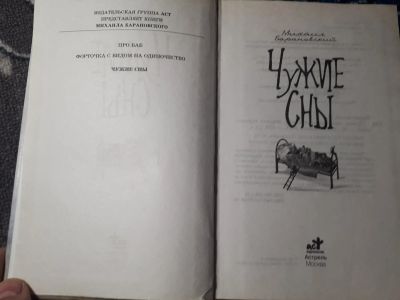 ИЗДАТЕЛЬСКАЯ ГРУППА АСТ
ПРЕДСТАВЛЯЕТ КНИГИ
МИХАИЛА БАРАНОВСКОГО
ПРО БАБ
ФОРТОЧКА С ВИДОМ НА ОДИНОЧЕСТВО
ЧУЖИЕ СНЫ
Михаил
Барановский
ЧУЖИЕ
СНЫ
аст
Астрель
Москва